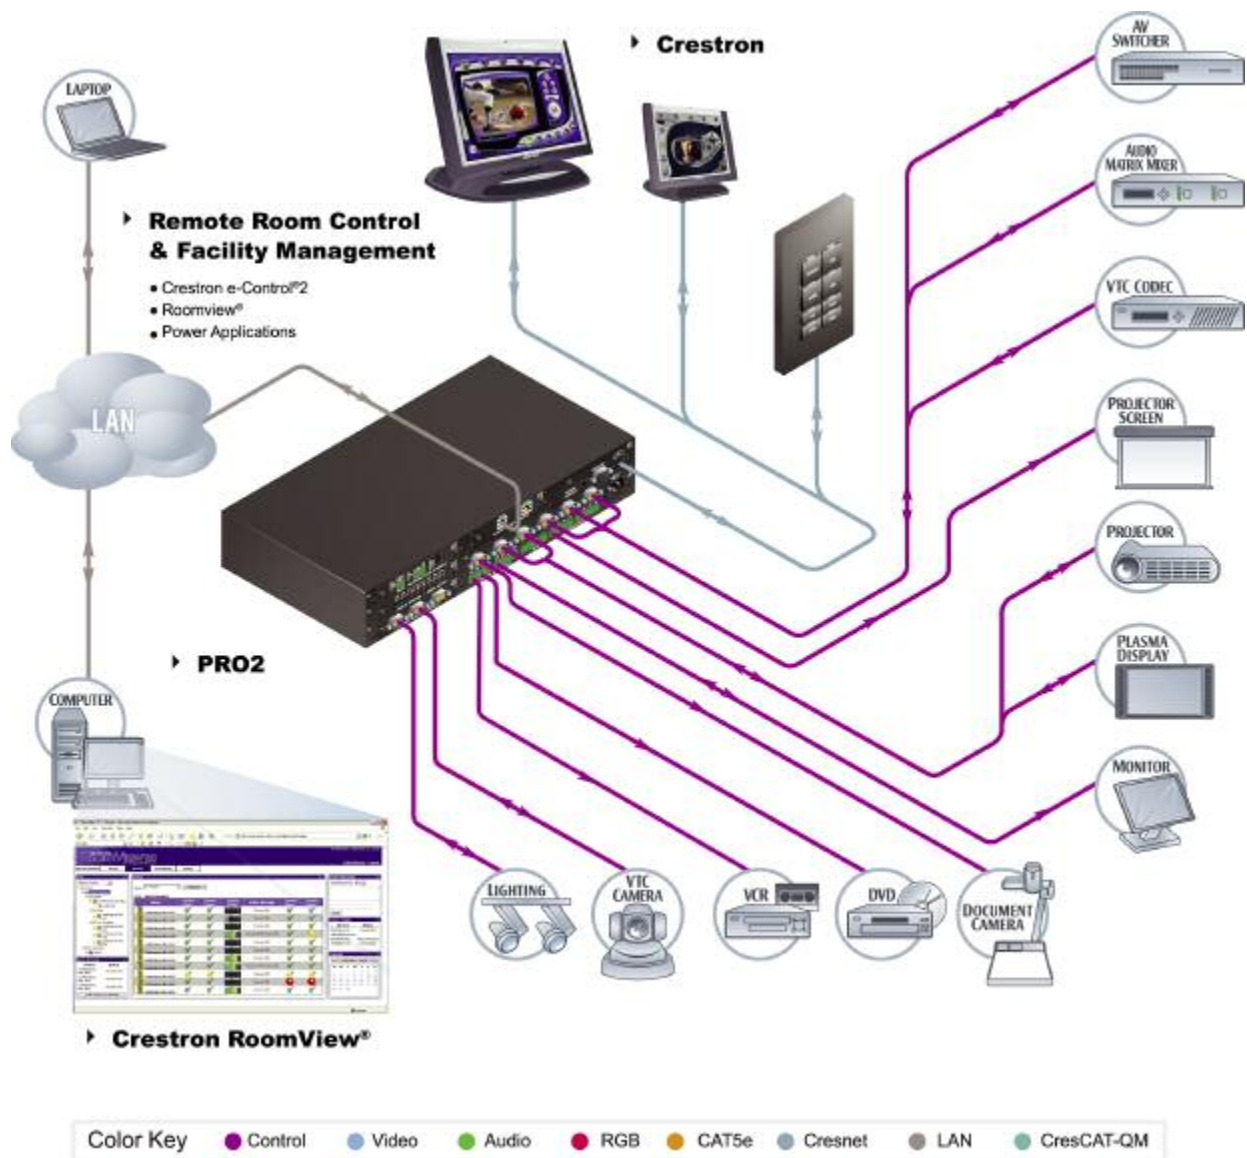 Crestron
AV
SWITCHER
LAPTOP
AUDIO
MATRIX MIXER
Remote Room Control
& Facility Management
• Crestron e-Control®2
• Roomview®
• Power Applications
VTC CODEC
LAN
PROJECTOR
SCREEN
PROJECTOR
PRO2
PLASMA
DISPLAY
COMPUTER
MONITOR
LIGHTING
VTC
CAMERA
VCR
DVD
DOCUMENT
CAMERA
Crestron RoomView®
Color Key Control Video Audio RGB CAT5e Cresnet LAN CresCAT-QM